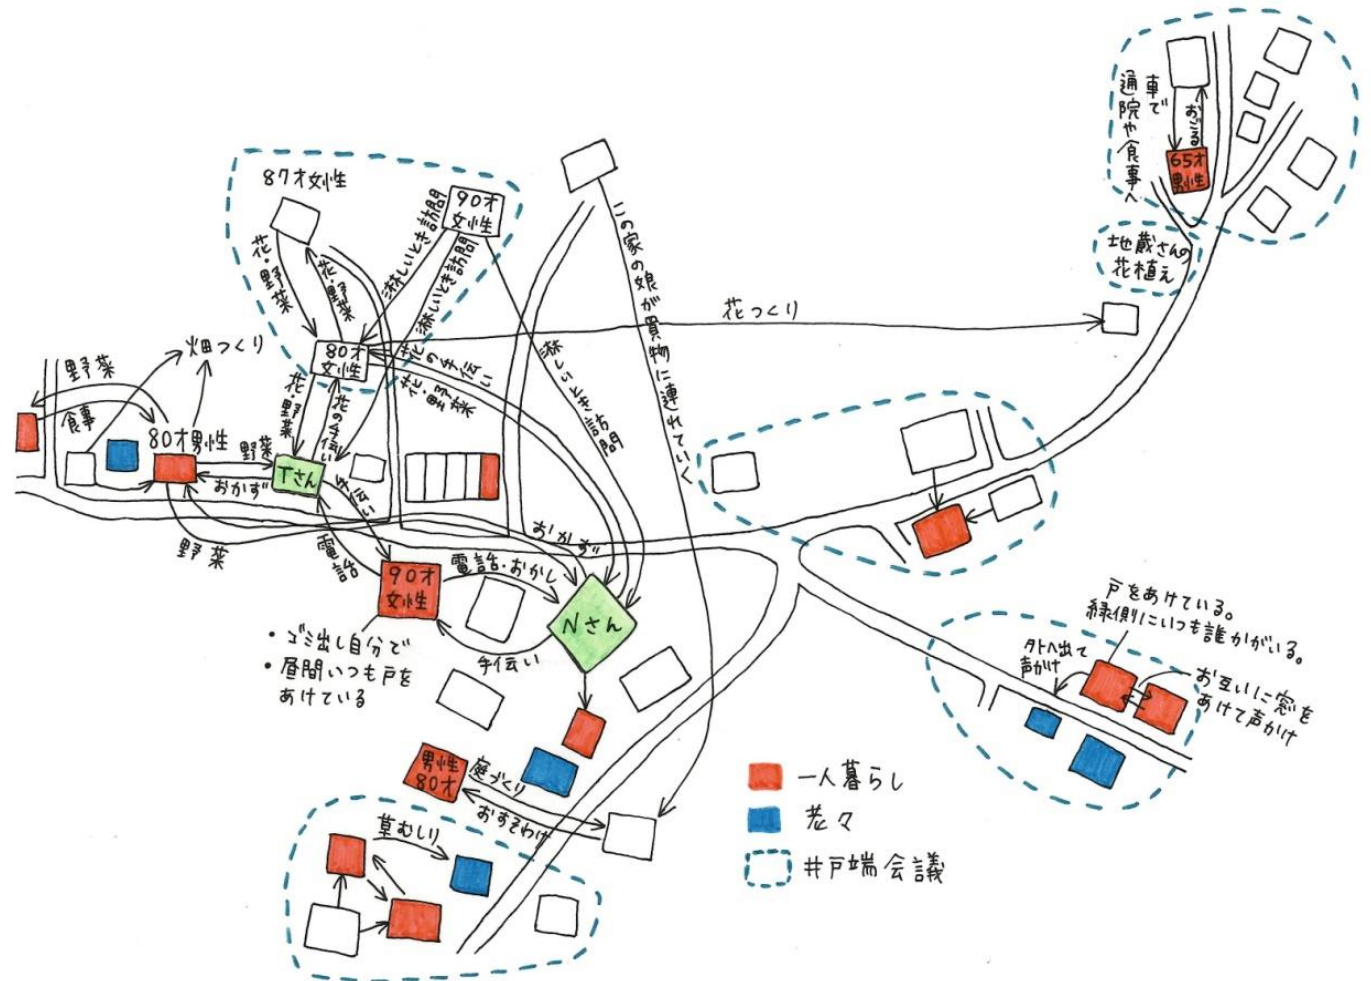 車で
通院や食事へ
おごる
65才
男性
地蔵さんの
花植え
87才女性
90才
女性
淋しいとき訪問
淋しいとき訪問
花・野菜
花・野菜
この家の娘が買物に連れていく
花つくり
80才
女性
花の手伝い
花・野菜
淋しいとき訪問
畑つくり
野菜
食事
80才男性
野菜
おかず
花・野菜
花の手伝い
Tさん
手伝い
野菜
電話
おかず
90才
女性
電話・おかし
Nさん
手伝い
・ゴミ出し自分で
・昼間いつも戸を
あけている
戸をあけている。
縁側にいつも誰かがいる。
外へ出て
声がけ
お互いに窓を
あけて声かけ
男性
80才
庭づくり
おすそわけ
草むしり
一人暮らし
老々
井戸端会議